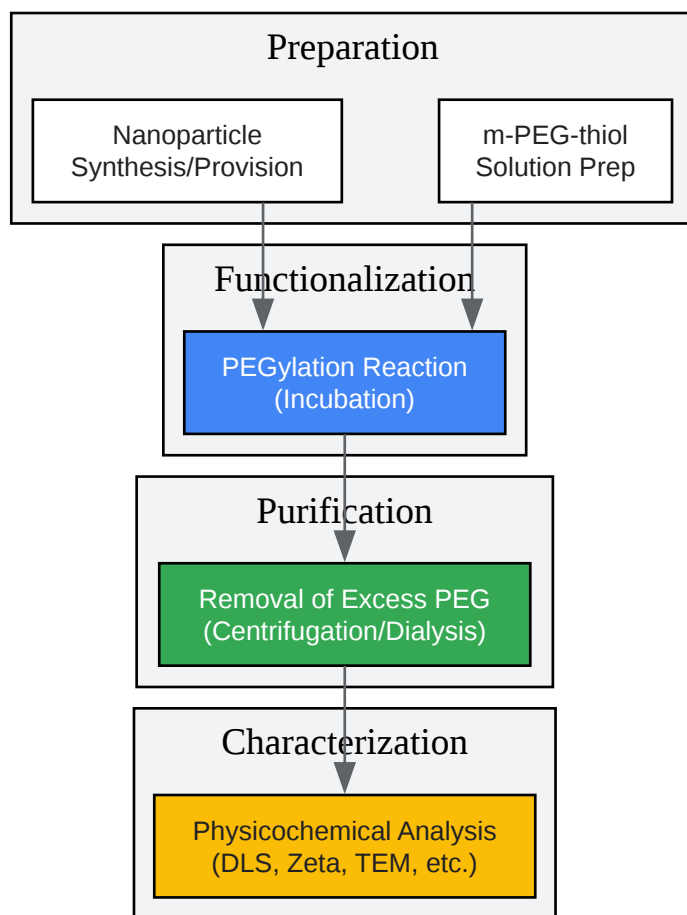 Preparation
Nanoparticle
Synthesis/Provision
m-PEG-thiol
Solution Prep
Functionalization
PEGylation Reaction
(Incubation)
Purification
Removal of Excess PEG
(Centrifugation/Dialysis)
Characterization
Physicochemical Analysis
(DLS, Zeta, TEM, etc.)